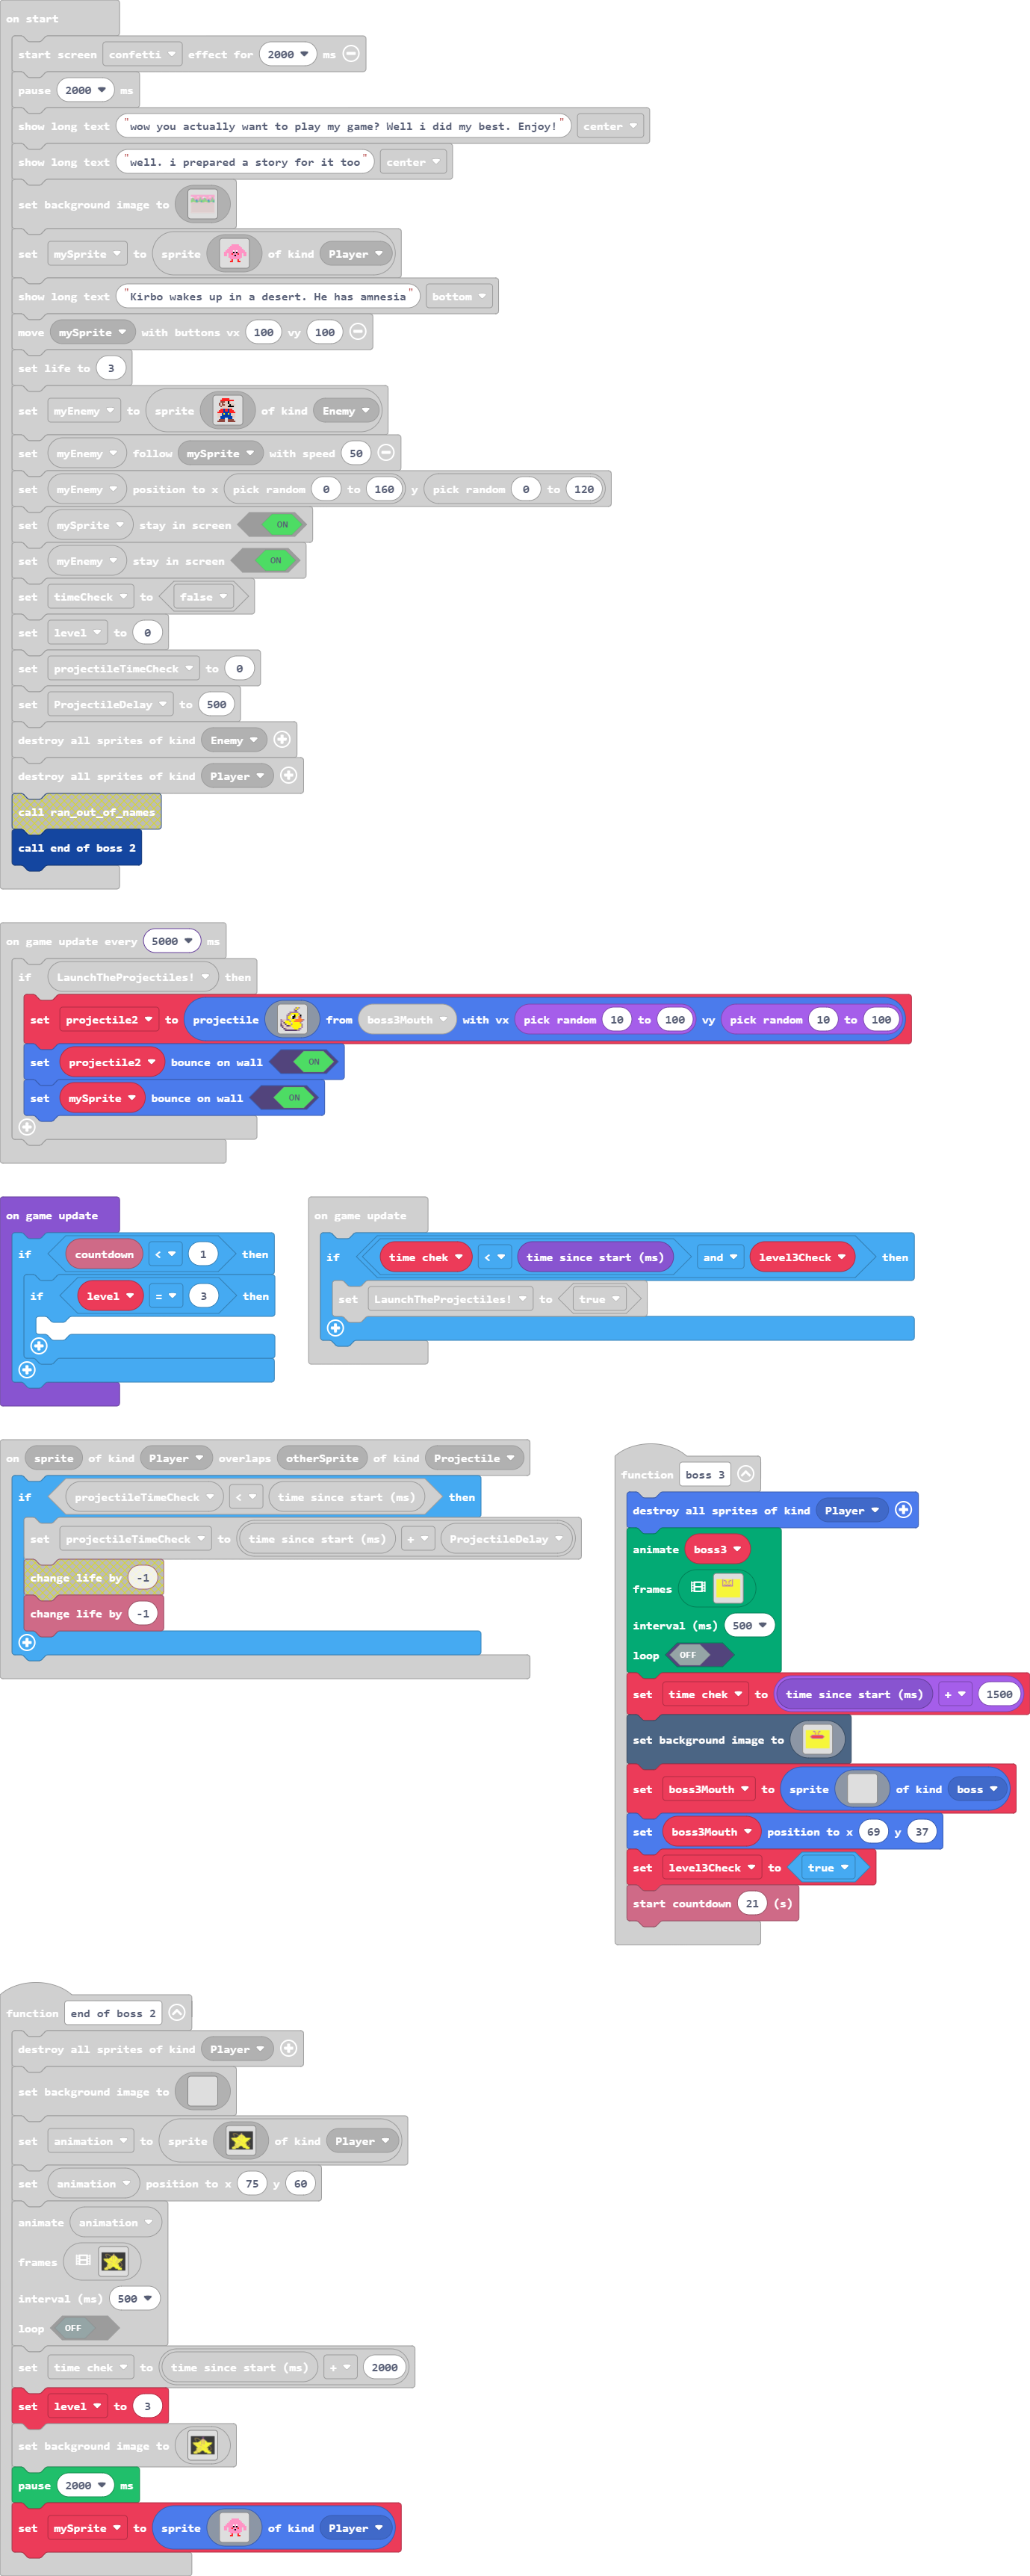 on start
start screen confetti effect for 2000 ms
pause 2000 ms
show long text "wow you actually want to play my game? Well i did my best. Enjoy!" center
show long text "well. i prepared a story for it too" center
set background image to
set mySprite to sprite of kind Player
show long text "Kirbo wakes up in a desert. He has amnesia" bottom
move mySprite with buttons vx 100 vy 100
set life to 3
set myEnemy to sprite of kind Enemy
set myEnemy follow mySprite with speed 50
set myEnemy position to x pick random 0 to 160 y pick random 0 to 120
set mySprite stay in screen ON
set myEnemy stay in screen ON
set timeCheck to false
set level to 0
set projectileTimeCheck to 0
set ProjectileDelay to 500
destroy all sprites of kind Enemy
destroy all sprites of kind Player
call ran_out_of_names
call end of boss 2
on game update every 5000 ms
if LaunchTheProjectiles! then
set projectile2 to projectile from boss3Mouth with vx pick random 10 to 100 vy pick random 10 to 100
set projectile2 bounce on wall ON
set mySprite bounce on wall ON
on game update
if countdown < 1 then
if level = 3 then
on game update
if time chek < time since start (ms) and level3Check then
set LaunchTheProjectiles! to true
on sprite of kind Player overlaps otherSprite of kind Projectile
if projectileTimeCheck < time since start (ms) then
set projectileTimeCheck to time since start (ms) + ProjectileDelay
change life by -1
change life by -1
function boss 3
destroy all sprites of kind Player
animate boss3
frames
interval (ms) 500
loop OFF
set time chek to time since start (ms) + 1500
set background image to
set boss3Mouth to sprite of kind boss
set boss3Mouth position to x 69 y 37
set level3Check to true
start countdown 21 (s)
function end of boss 2
destroy all sprites of kind Player
set background image to
set animation to sprite of kind Player
set animation position to x 75 y 60
animate animation
frames
interval (ms) 500
loop OFF
set time chek to time since start (ms) + 2000
set level to 3
set background image to
pause 2000 ms
set mySprite to sprite of kind Player